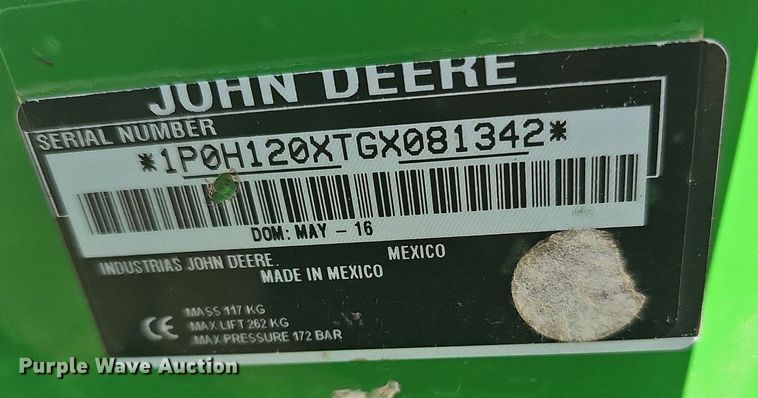 JOHN DEERE
SERIAL NUMBER
*1P0H120XTGX081342*
DOM: MAY - 16
INDUSTRIAS JOHN DEERE. MEXICO
MADE IN MEXICO
CE
MASS 117 KG
MAX LIFT 262 KG
MAX PRESSURE 172 BAR
Purple Wave Auction